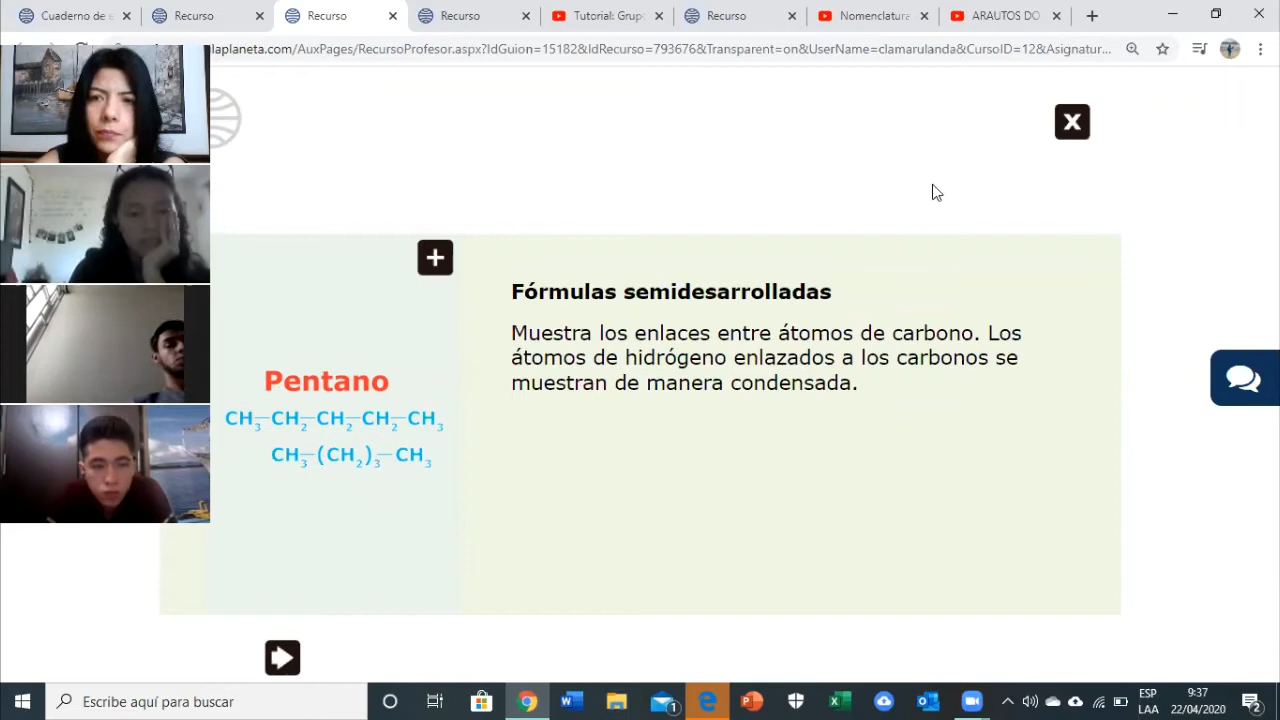 Cuaderno de e
Recurso
Recurso
Recurso
Tutorial: Grup
Recurso
Nomenclatura
ARAUTOS DO
laplaneta.com/AuxPages/RecursoProfesor.aspx?IdGuion=15182&IdRecurso=793676&Transparent=on&UserName=clamarulanda&CursoID=12&Asignatur...
Fórmulas semidesarrolladas
Muestra los enlaces entre átomos de carbono. Los
átomos de hidrógeno enlazados a los carbonos se
muestran de manera condensada.
Pentano
CH₃—CH₂—CH₂—CH₂—CH₃
CH₃—(CH₂)₃—CH₃
Escribe aquí para buscar
1
ESP
LAA
9:37
22/04/2020
2